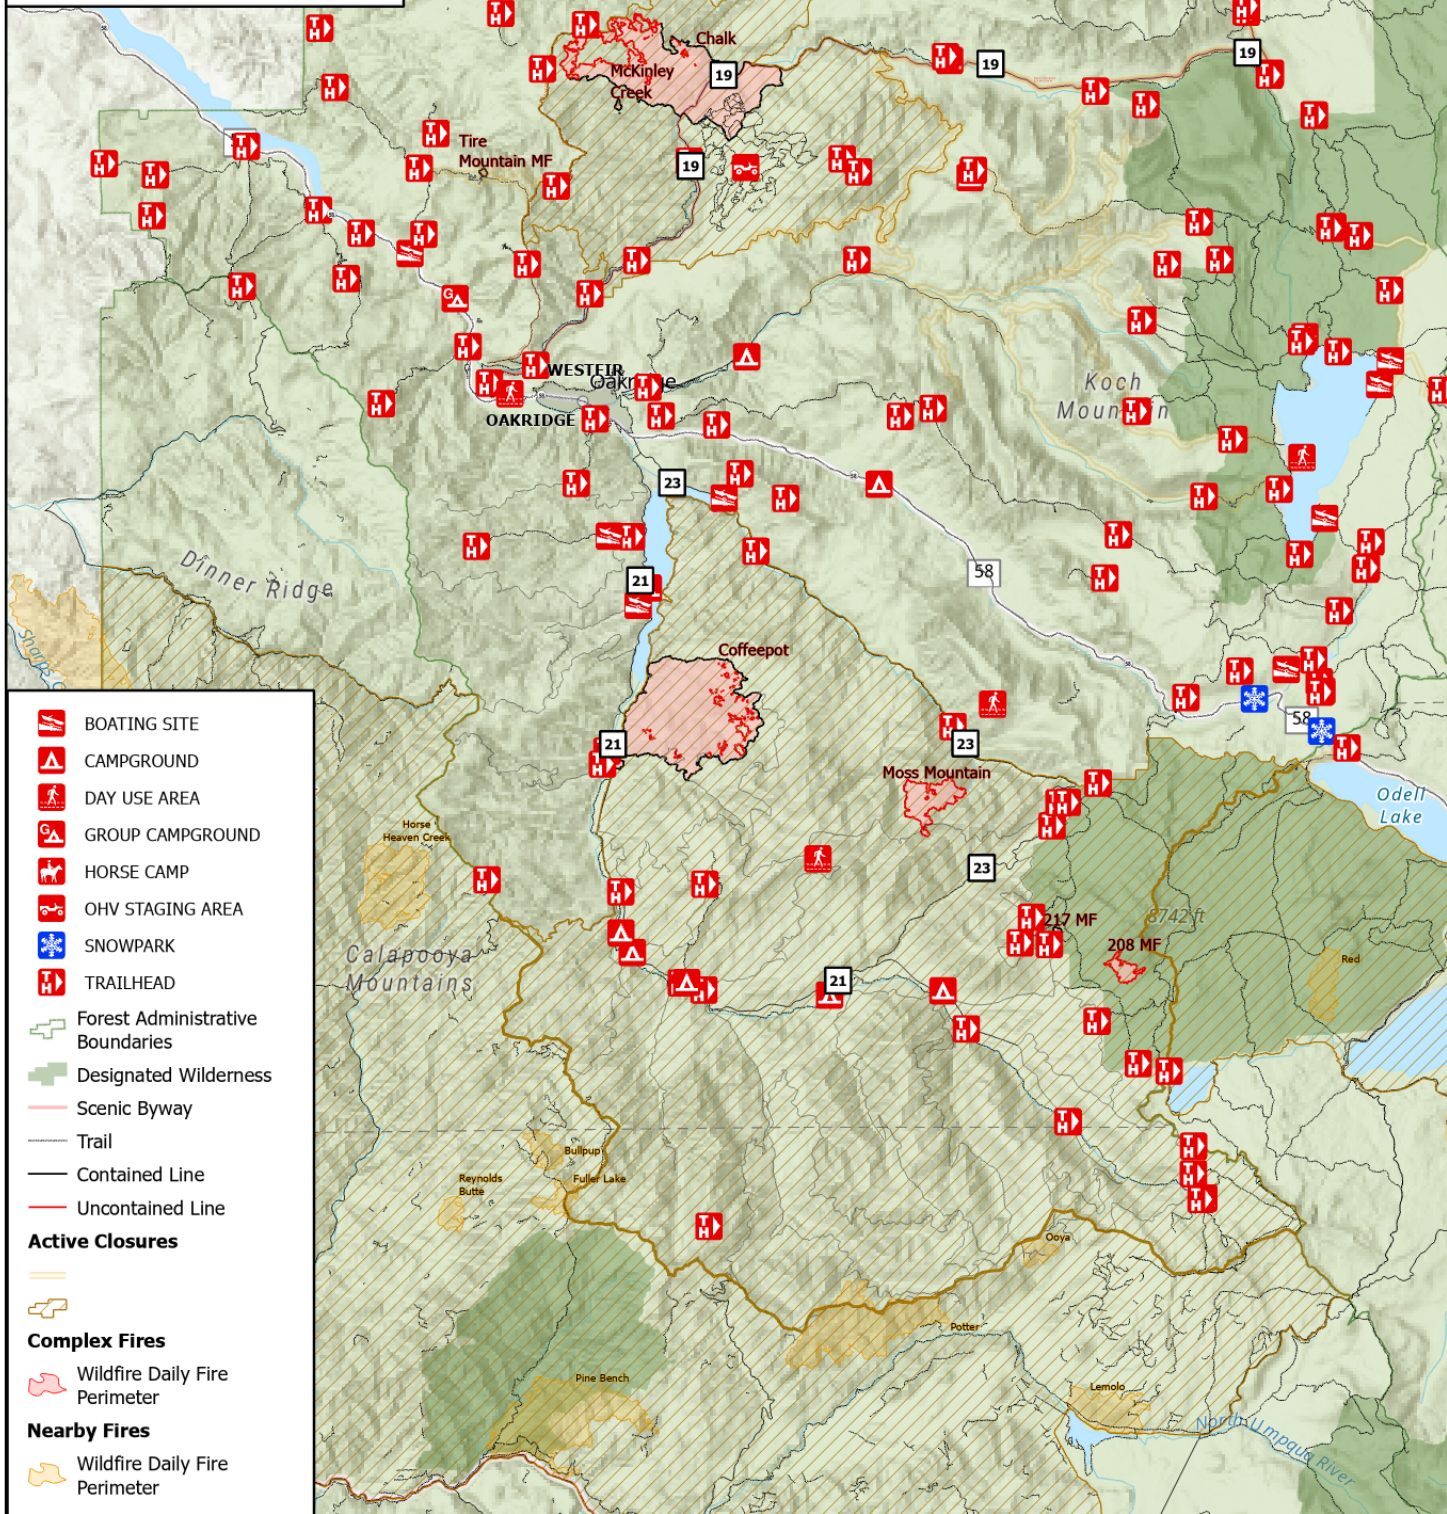 Chalk
McKinley
Creek
19
19
19
19
Tire
Mountain MF
WESTFIR
Oakridge
OAKRIDGE
Koch
Mountain
23
21
58
Dinner Ridge
Coffeepot
21
23
58
Moss Mountain
Odell
Lake
Horse
Heaven Creek
23
217 MF
8742 ft
208 MF
Calapooya
Mountains
21
Red
Bullpup
Reynolds
Butte
Fuller Lake
Ooya
Potter
Pine Bench
Lemolo
North Umpqua River
BOATING SITE
CAMPGROUND
DAY USE AREA
GROUP CAMPGROUND
HORSE CAMP
OHV STAGING AREA
SNOWPARK
TRAILHEAD
Forest Administrative
Boundaries
Designated Wilderness
Scenic Byway
Trail
Contained Line
Uncontained Line
Active Closures
Complex Fires
Wildfire Daily Fire
Perimeter
Nearby Fires
Wildfire Daily Fire
Perimeter